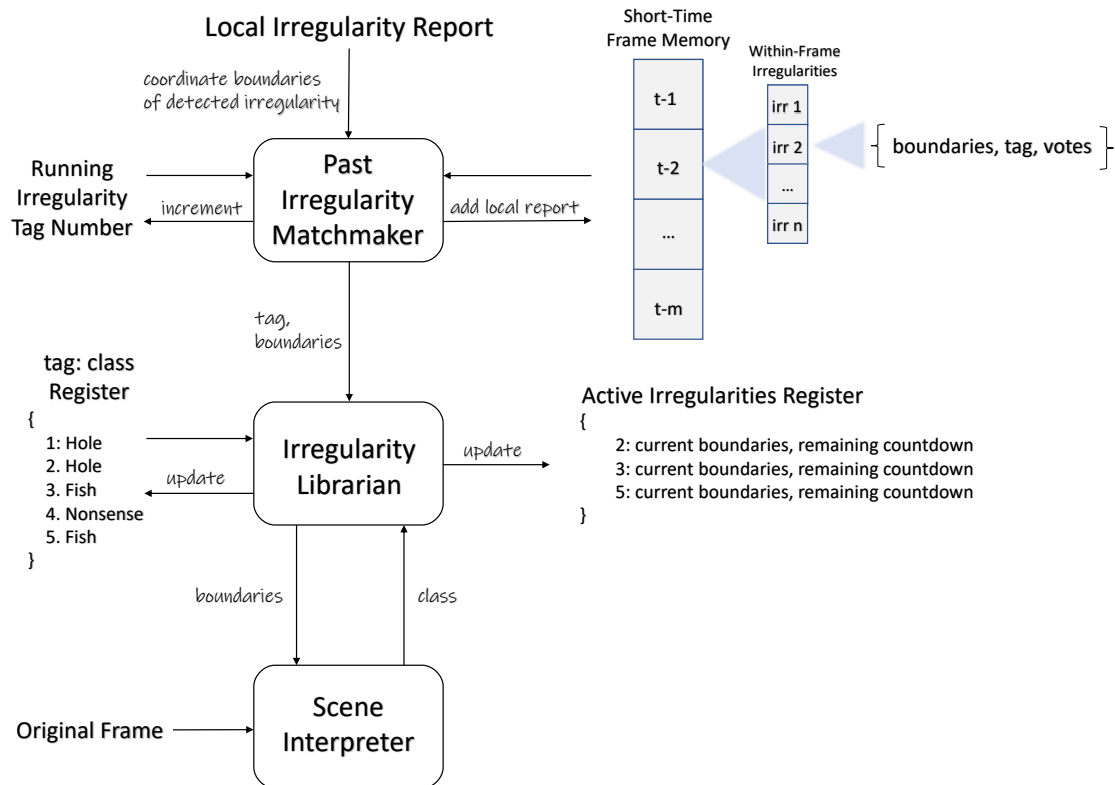 Local Irregularity Report
coordinate boundaries
of detected irregularity
Running
Irregularity
Tag Number
increment
Past
Irregularity
Matchmaker
add local report
Short-Time
Frame Memory
t-1
t-2
...
t-m
Within-Frame
Irregularities
irr 1
irr 2
...
irr n
boundaries, tag, votes
tag,
boundaries
tag: class
Register
{
1: Hole
2. Hole
3. Fish
4. Nonsense
5. Fish
}
update
Irregularity
Librarian
update
Active Irregularities Register
{
2: current boundaries, remaining countdown
3: current boundaries, remaining countdown
5: current boundaries, remaining countdown
}
boundaries
class
Original Frame
Scene
Interpreter